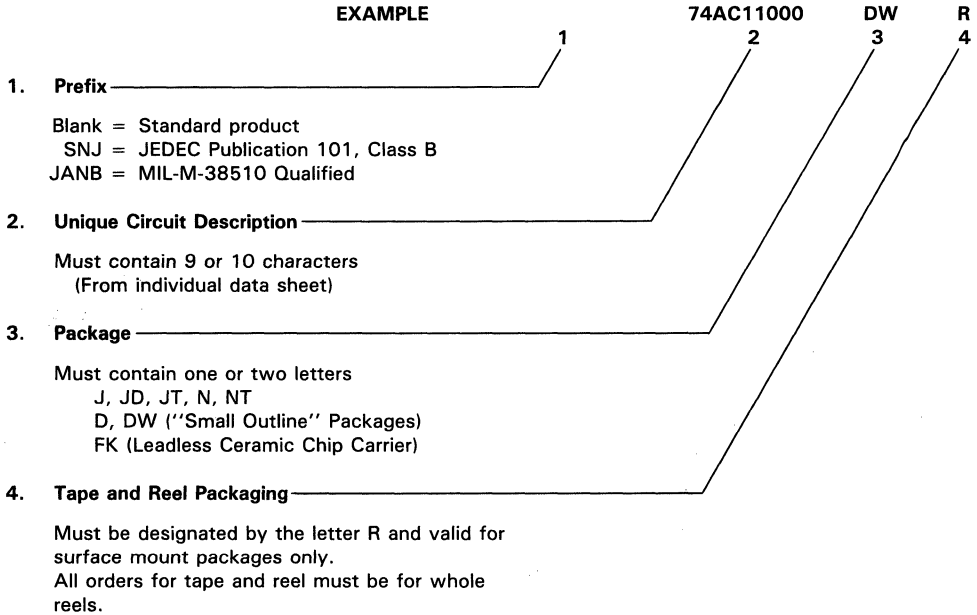 EXAMPLE 74AC11000 DW R
1 2 3 4
1. Prefix
Blank = Standard product
SNJ = JEDEC Publication 101, Class B
JANB = MIL-M-38510 Qualified
2. Unique Circuit Description
Must contain 9 or 10 characters
(From individual data sheet)
3. Package
Must contain one or two letters
J, JD, JT, N, NT
D, DW (''Small Outline'' Packages)
FK (Leadless Ceramic Chip Carrier)
4. Tape and Reel Packaging
Must be designated by the letter R and valid for
surface mount packages only.
All orders for tape and reel must be for whole
reels.